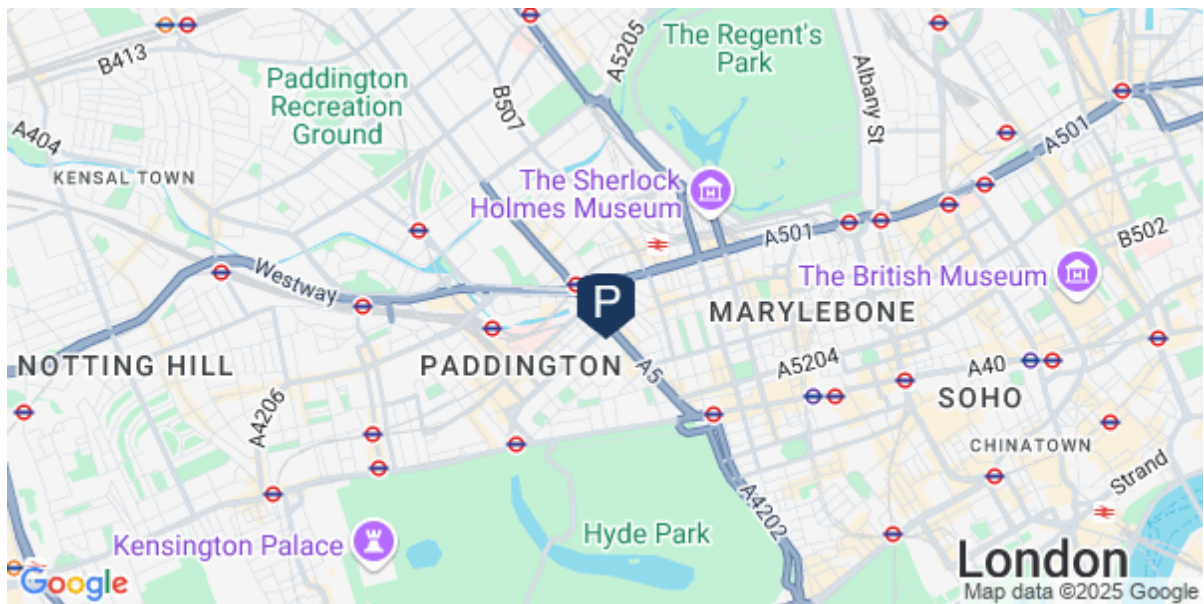 The Regent's
Park
A5205
B413
Albany St
Paddington
Recreation
Ground
B507
A501
A404
KENSAL TOWN
The Sherlock
Holmes Museum
A501
B502
Westway
The British Museum
P
MARYLEBONE
NOTTING HILL
PADDINGTON
A5
A5204
A40
SOHO
A4206
CHINATOWN
Strand
A4202
Kensington Palace
Hyde Park
London
Google
Map data ©2025 Google